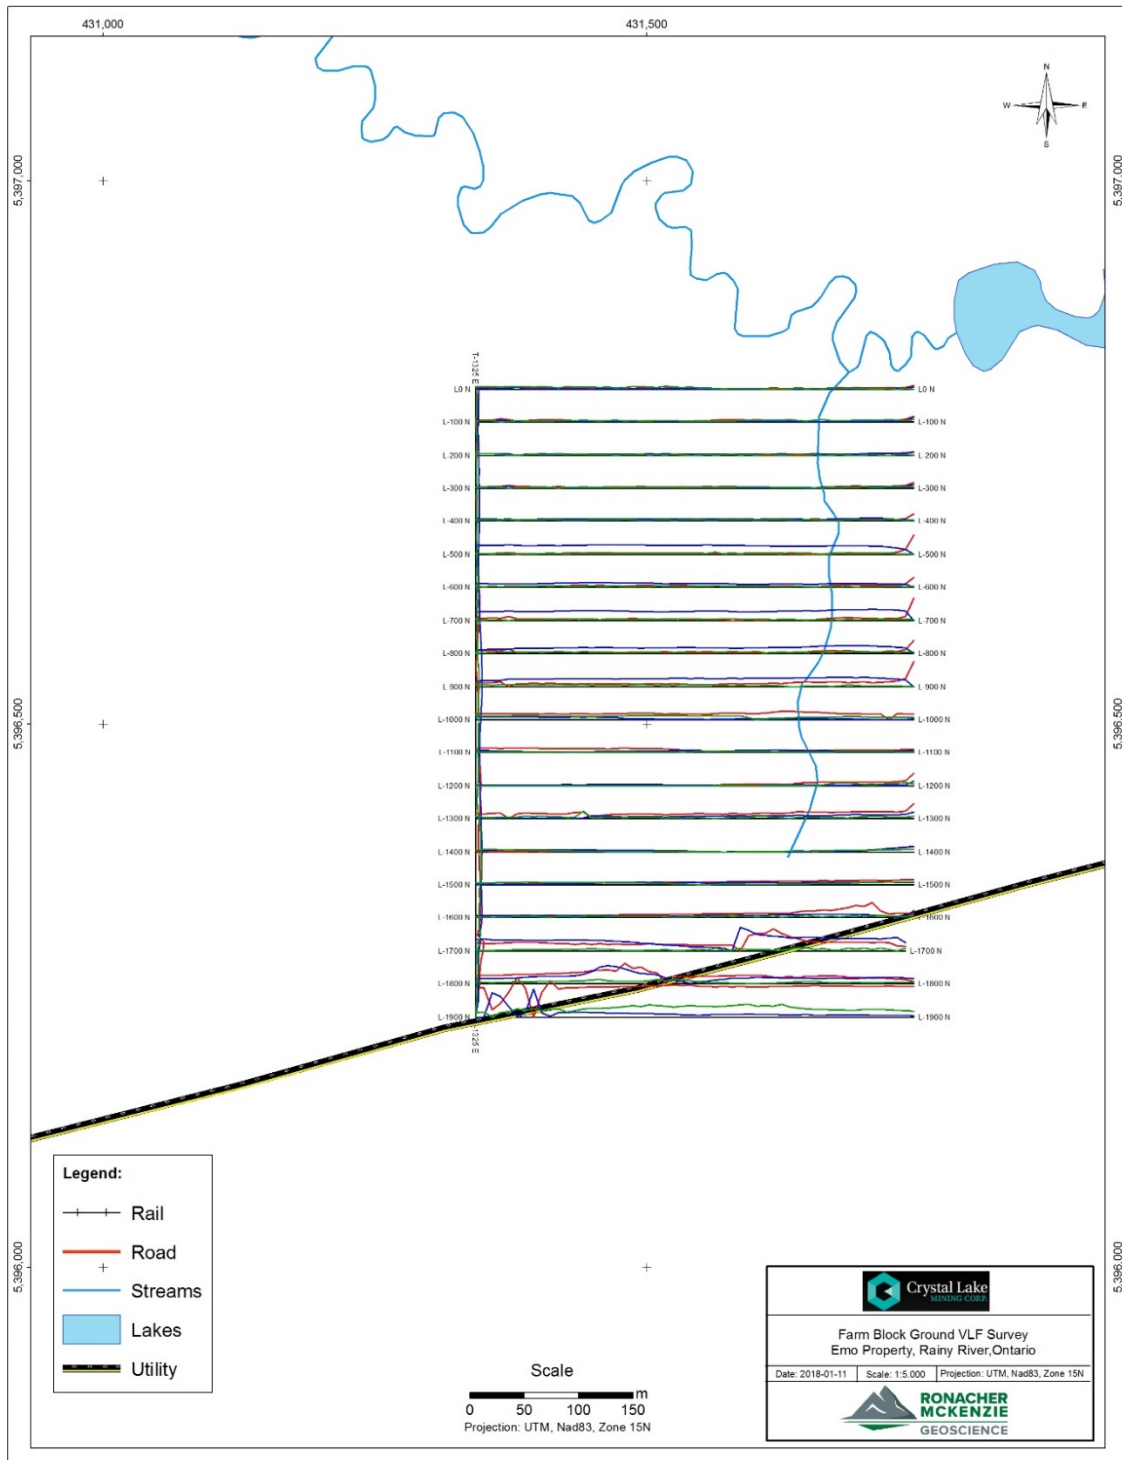 431,000 431,500
N
W E
S
5,397,000 5,397,000
T-1325 E
L0 N L0 N
L-100 N L-100 N
L-200 N L-200 N
L-300 N L-300 N
L-400 N L-400 N
L-500 N L-500 N
L-600 N L-600 N
L-700 N L-700 N
L-800 N L-800 N
L-900 N L-900 N
5,396,500 5,396,500
L-1000 N L-1000 N
L-1100 N L-1100 N
L-1200 N L-1200 N
L-1300 N L-1300 N
L-1400 N L-1400 N
L-1500 N L-1500 N
L-1600 N L-1600 N
L-1700 N L-1700 N
L-1800 N L-1800 N
L-1900 N L-1900 N
1325 E
Legend:
Rail
Road
Streams
Lakes
Utility
5,396,000 5,396,000
Scale
m
0 50 100 150
Projection: UTM, Nad83, Zone 15N
Crystal Lake
MINING CORP.
Farm Block Ground VLF Survey
Emo Property, Rainy River,Ontario
Date: 2018-01-11 Scale: 1:5.000 Projection: UTM, Nad83, Zone 15N
RONACHER
MCKENZIE
GEOSCIENCE